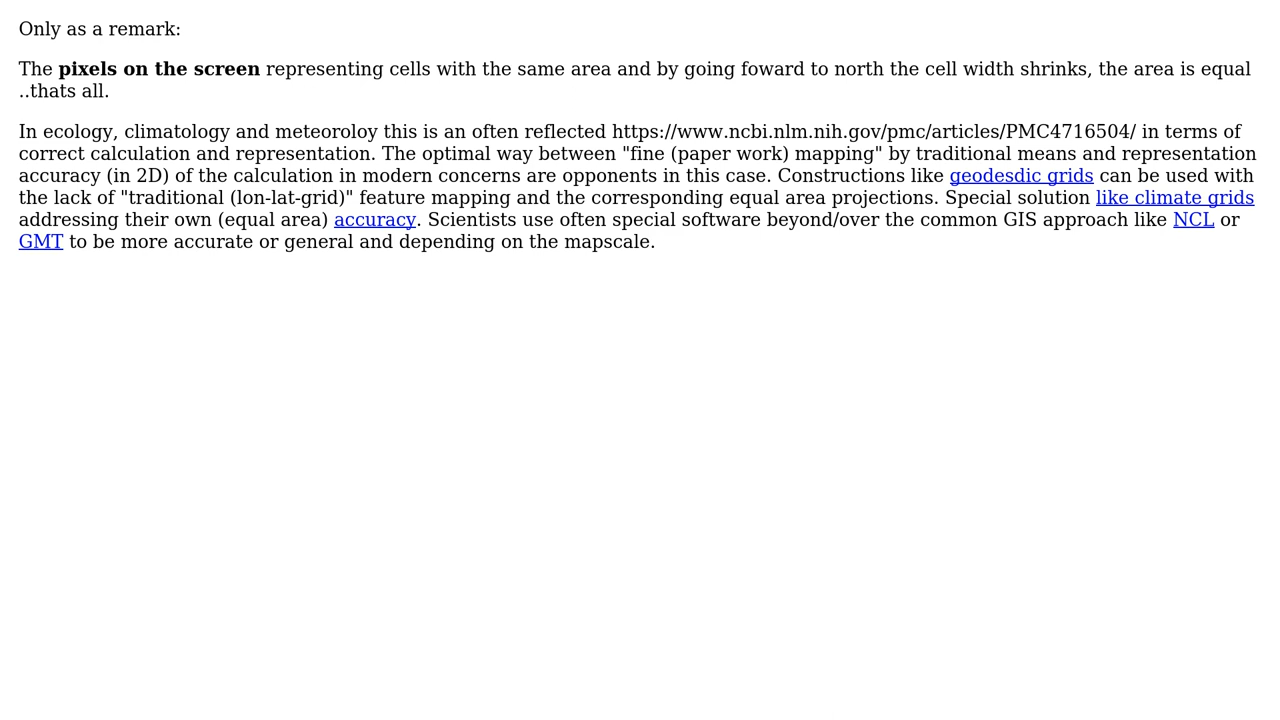 Only as a remark:
The pixels on the screen representing cells with the same area and by going foward to north the cell width shrinks, the area is equal
..thats all.
In ecology, climatology and meteoroloy this is an often reflected https://www.ncbi.nlm.nih.gov/pmc/articles/PMC4716504/ in terms of
correct calculation and representation. The optimal way between "fine (paper work) mapping" by traditional means and representation
accuracy (in 2D) of the calculation in modern concerns are opponents in this case. Constructions like geodesdic grids can be used with
the lack of "traditional (lon-lat-grid)" feature mapping and the corresponding equal area projections. Special solution like climate grids
addressing their own (equal area) accuracy. Scientists use often special software beyond/over the common GIS approach like NCL or
GMT to be more accurate or general and depending on the mapscale.